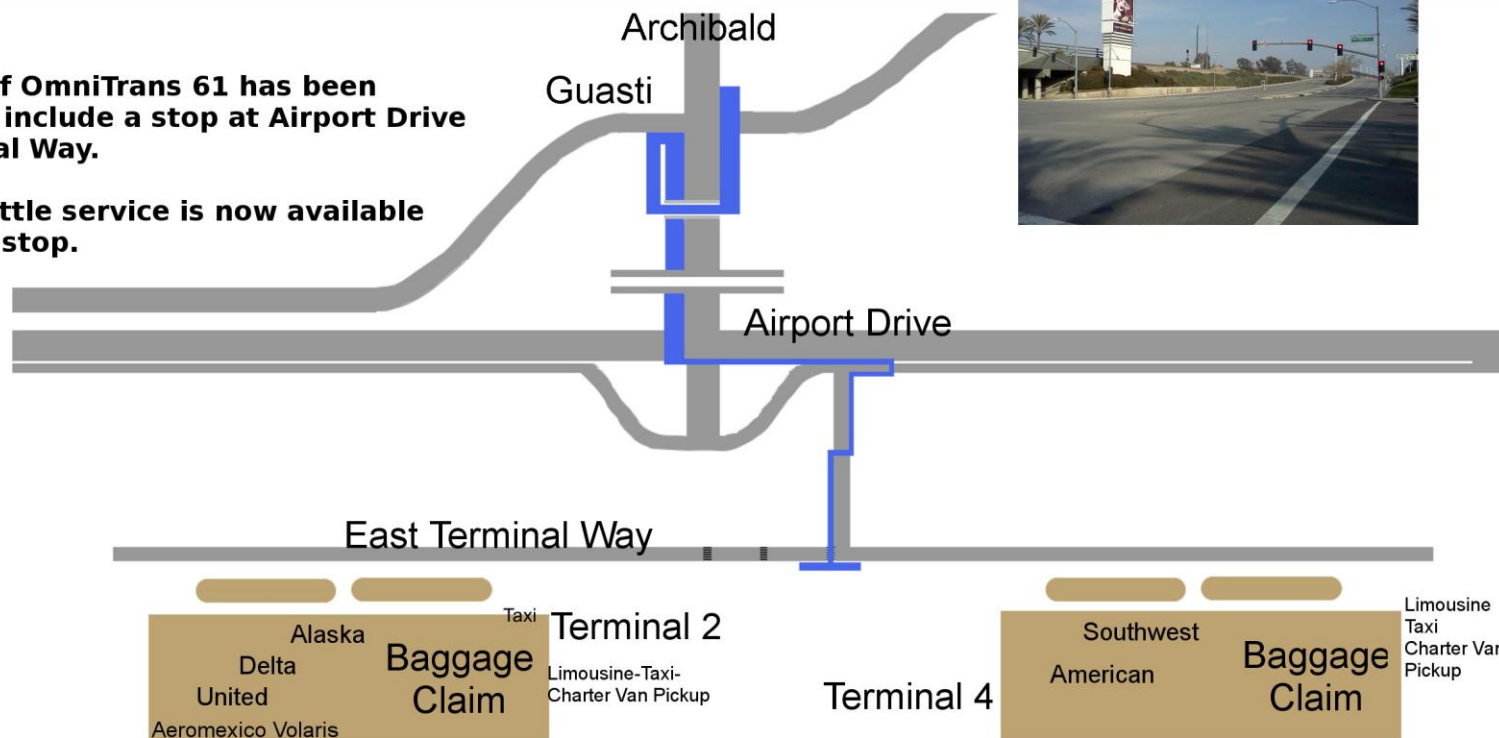 Archibald
Guasti
f OmniTrans 61 has been
include a stop at Airport Drive
al Way.
ttle service is now available
stop.
Airport Drive
East Terminal Way
Taxi
Terminal 2
Alaska
Delta
United
Aeromexico Volaris
Baggage
Claim
Limousine-Taxi-
Charter Van Pickup
Terminal 4
Southwest
American
Baggage
Claim
Limousine
Taxi
Charter Van
Pickup